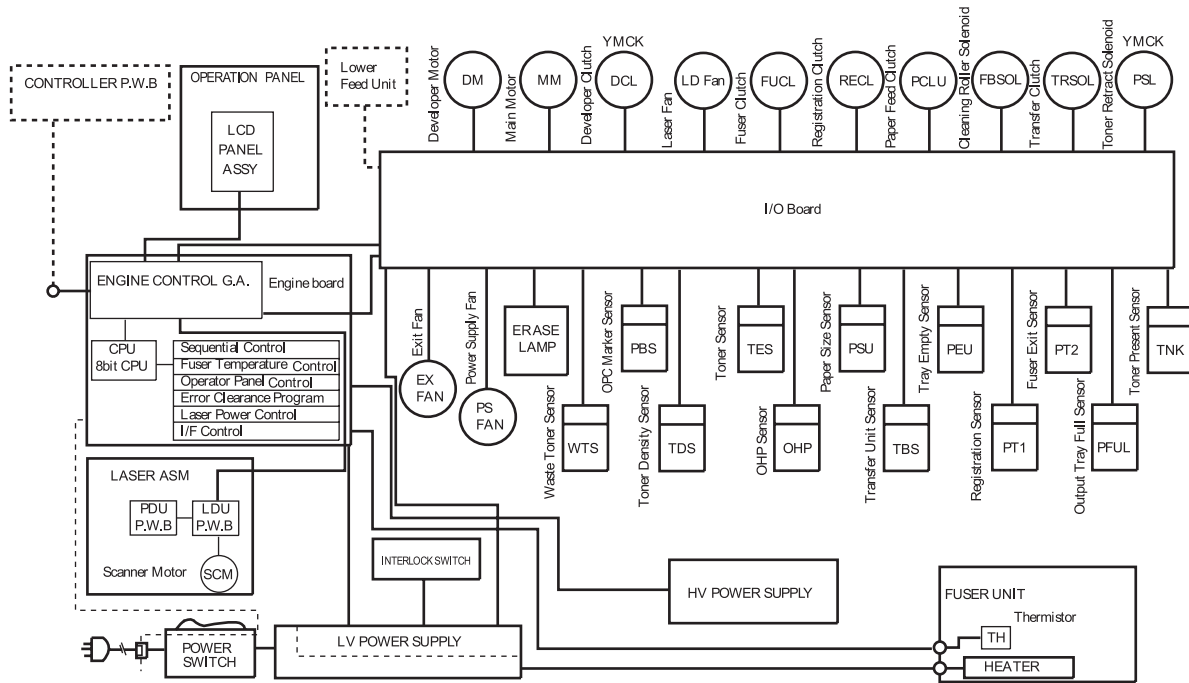 CONTROLLER P.W.B
OPERATION PANEL
LCD
PANEL
ASSY
Lower
Feed Unit
Developer Motor
DM
Main Motor
MM
Developer Clutch
YMCK
DCL
Laser Fan
LD Fan
Fuser Clutch
FUCL
Registration Clutch
RECL
Paper Feed Clutch
PCLU
Cleaning Roller Solenoid
FBSOL
Transfer Clutch
TRSOL
Toner Retract Solenoid
YMCK
PSL
I/O Board
ENGINE CONTROL G.A.
Engine board
CPU
8bit CPU
Sequential Control
Fuser Temperature Control
Operator Panel Control
Error Clearance Program
Laser Power Control
I/F Control
Exit Fan
EX
FAN
Power Supply Fan
PS
FAN
ERASE
LAMP
Waste Toner Sensor
WTS
OPC Marker Sensor
PBS
Toner Density Sensor
TDS
Toner Sensor
TES
OHP Sensor
OHP
Paper Size Sensor
PSU
Transfer Unit Sensor
TBS
Tray Empty Sensor
PEU
Registration Sensor
PT1
Fuser Exit Sensor
PT2
Output Tray Full Sensor
PFUL
Toner Present Sensor
TNK
LASER ASM
PDU
P.W.B
LDU
P.W.B
Scanner Motor
SCM
INTERLOCK SWITCH
HV POWER SUPPLY
FUSER UNIT
Thermistor
TH
HEATER
POWER
SWITCH
LV POWER SUPPLY